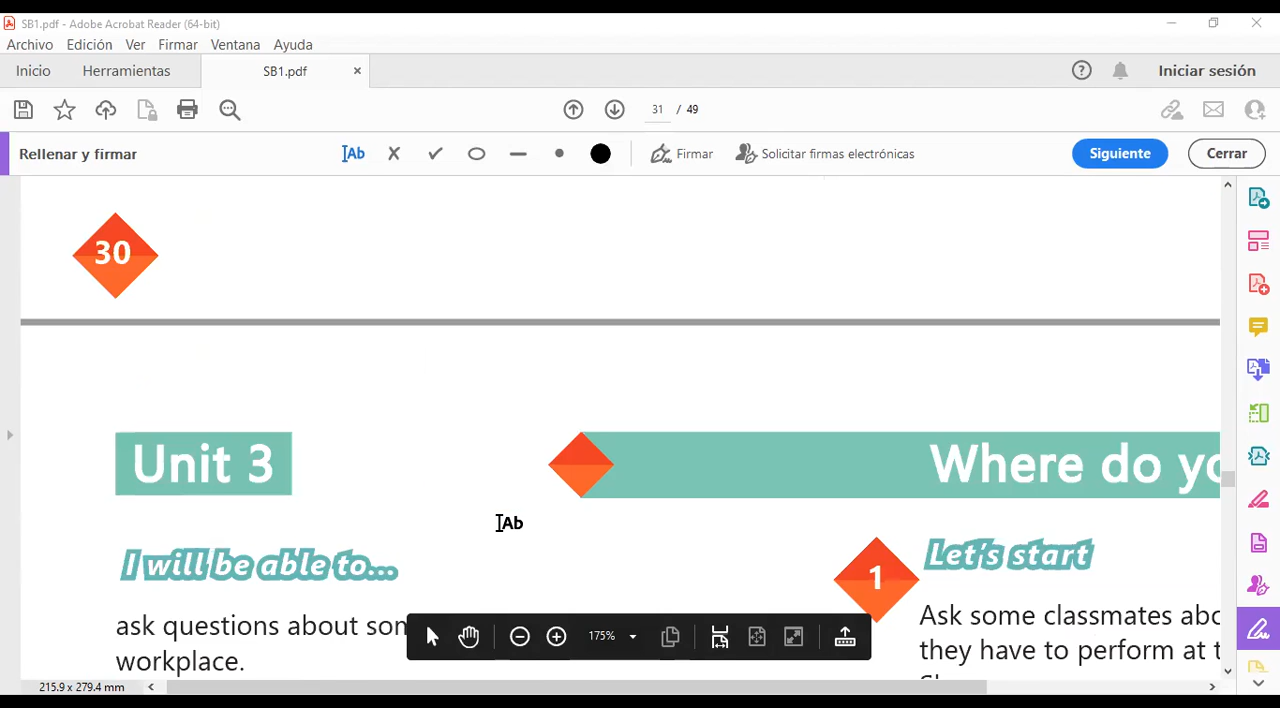 SB1.pdf - Adobe Acrobat Reader (64-bit)
Archivo Edición Ver Firmar Ventana Ayuda
Inicio Herramientas SB1.pdf × Iniciar sesión
31 / 49
Rellenar y firmar Ab Firmar Solicitar firmas electrónicas Siguiente Cerrar
30
Unit 3 Where do yo
Ab
I will be able to... 1 Let's start
ask questions about som
workplace.
Ask some classmates abo
they have to perform at t
175%
215.9 x 279.4 mm